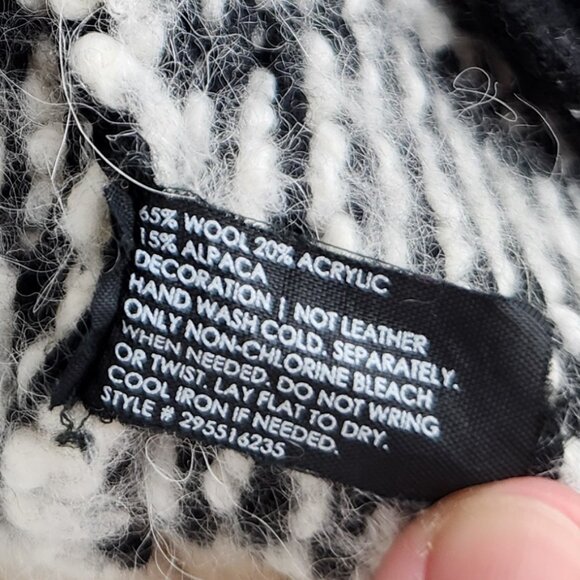 65% WOOL 20% ACRYLIC
15% ALPACA
DECORATION | NOT LEATHER
HAND WASH COLD. SEPARATELY.
ONLY NON-CHLORINE BLEACH
WHEN NEEDED. DO NOT WRING
OR TWIST. LAY FLAT TO DRY.
COOL IRON IF NEEDED.
STYLE # 295516235